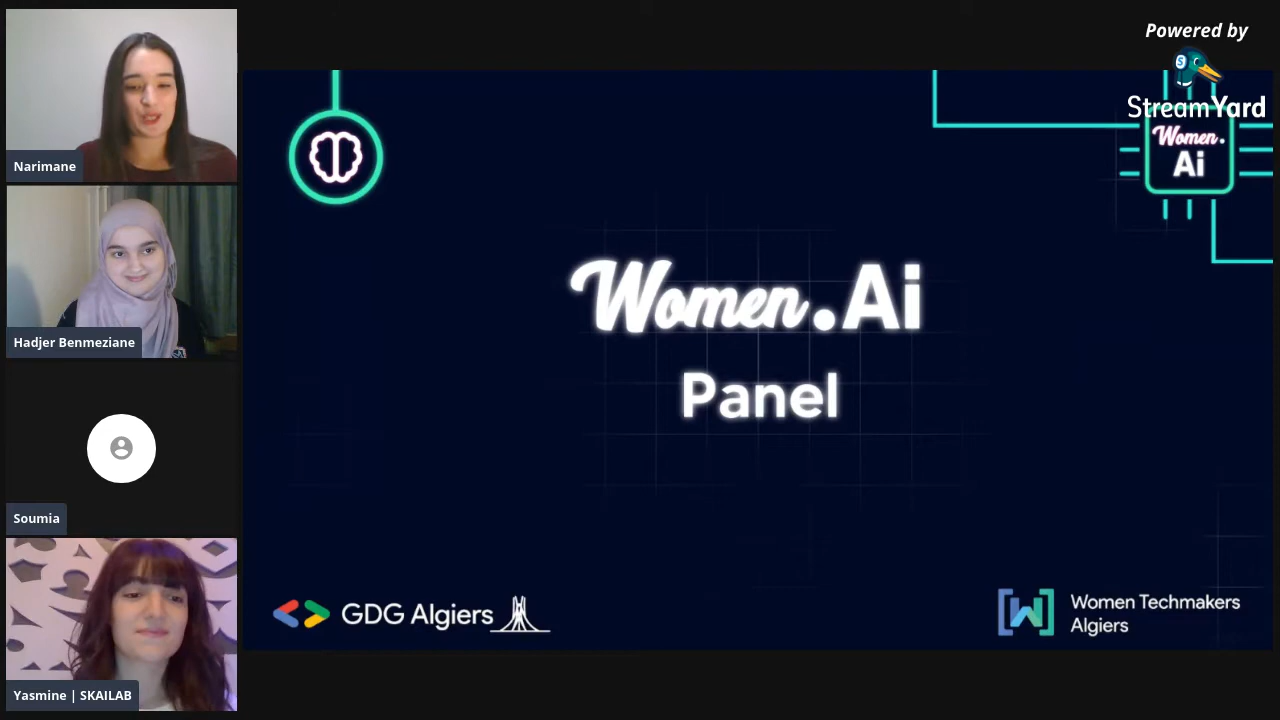 Narimane
Hadjer Benmeziane
Soumia
Yasmine | SKAILAB
Powered by
S
StreamYard
Women.
Ai
Women.Ai
Panel
GDG Algiers
W
Women Techmakers
Algiers